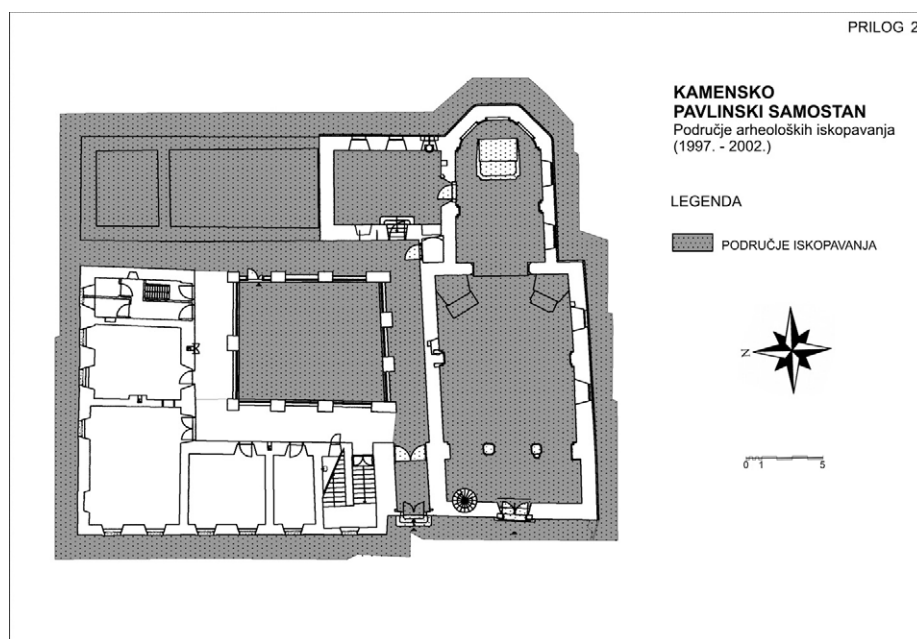 PRILOG 2
KAMENSKO
PAVLINSKI SAMOSTAN
Područje arheoloških iskopavanja
(1997. - 2002.)
LEGENDA
PODRUČJE ISKOPAVANJA
N
0 1 5